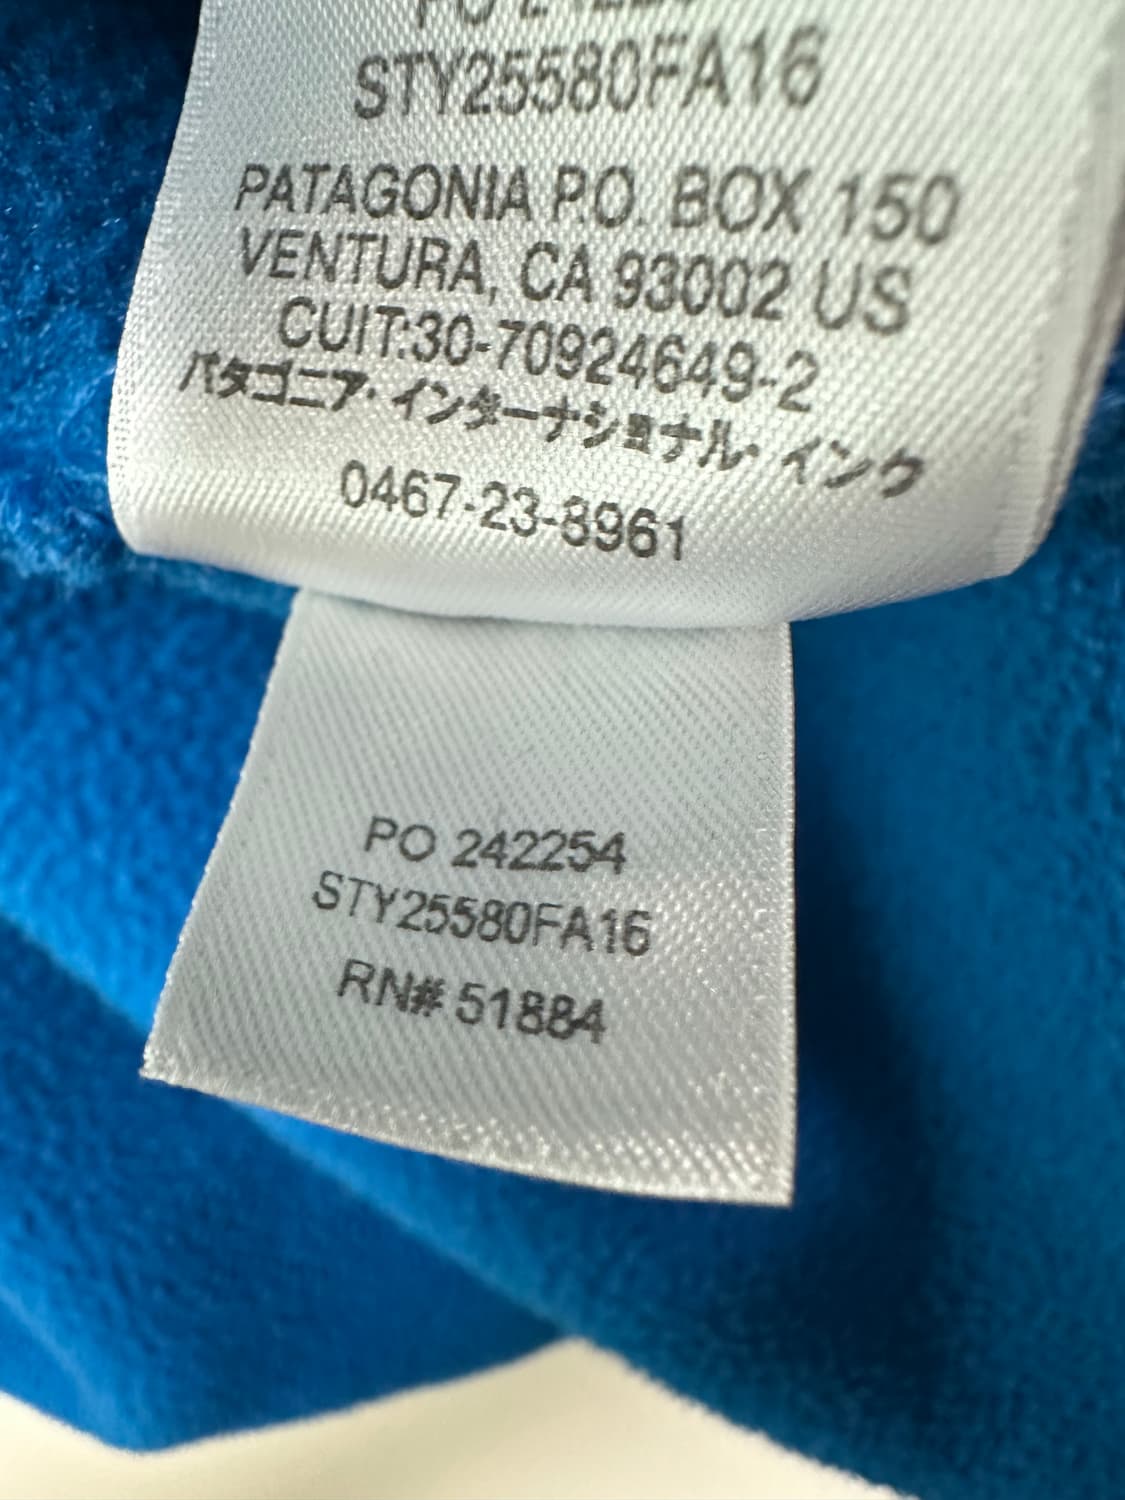 STY25580FA16
PATAGONIA P.O. BOX 150
VENTURA, CA 93002 US
CUIT:30-70924649-2
パタゴニア・インターナショナル・インク
0467-23-8961
PO 242254
STY25580FA16
RN# 51884